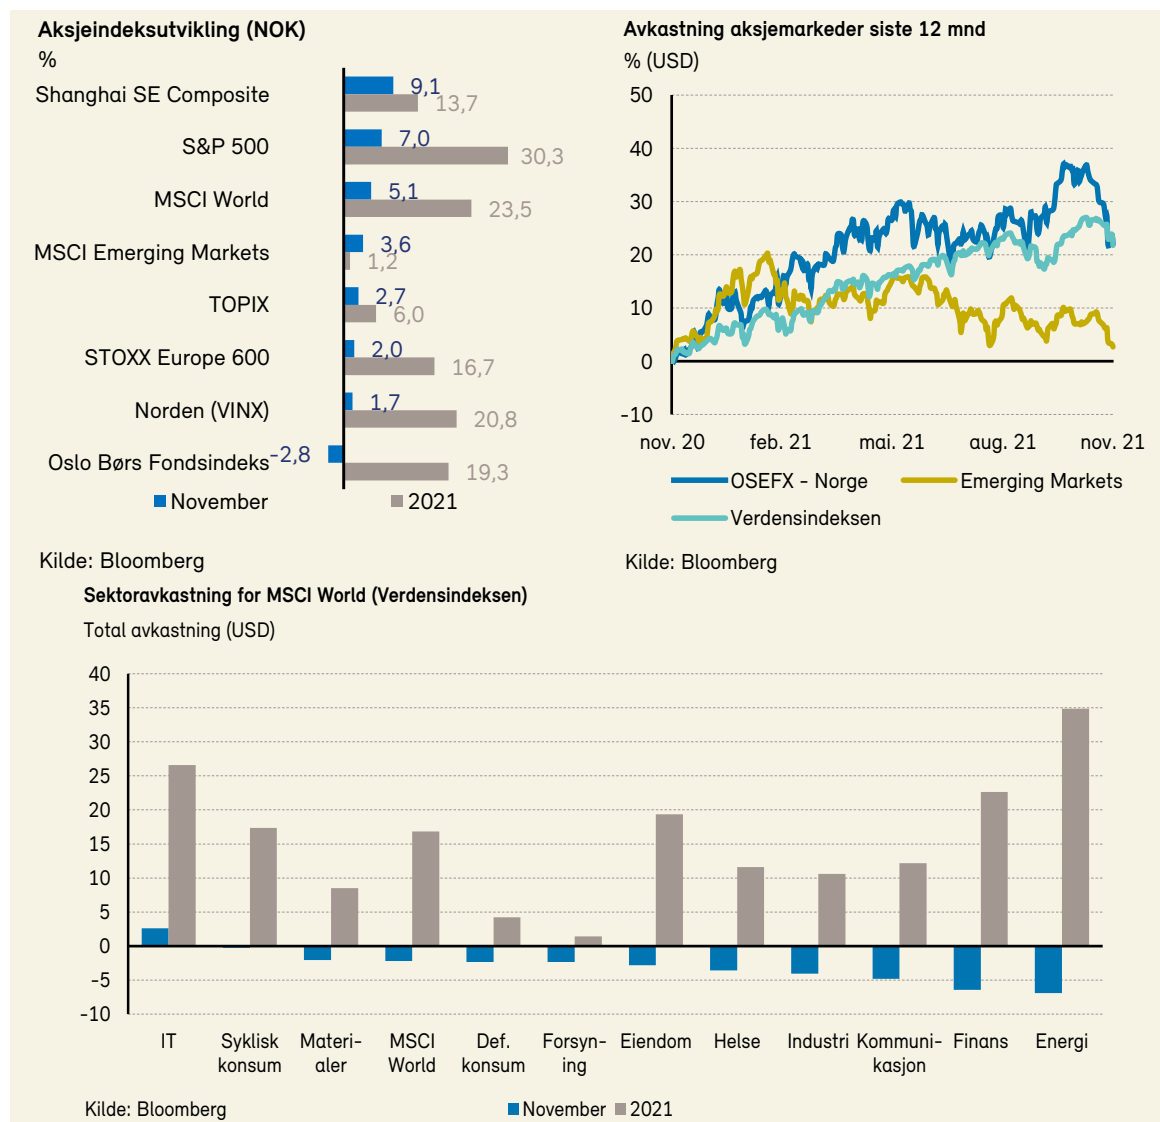 Aksjeindeksutvikling (NOK)
%
Shanghai SE Composite
9,1
13,7
S&P 500
7,0
30,3
MSCI World
5,1
23,5
MSCI Emerging Markets
3,6
1,2
TOPIX
2,7
6,0
STOXX Europe 600
2,0
16,7
Norden (VINX)
1,7
20,8
Oslo Børs Fondsindeks
-2,8
19,3
November
2021
Kilde: Bloomberg
Avkastning aksjemarkeder siste 12 mnd
% (USD)
50
40
30
20
10
0
-10
nov. 20 feb. 21 mai. 21 aug. 21 nov. 21
OSEFX - Norge Emerging Markets
Verdensindeksen
Kilde: Bloomberg
Sektoravkastning for MSCI World (Verdensindeksen)
Total avkastning (USD)
40
35
30
25
20
15
10
5
0
-5
-10
IT Syklisk Materi- MSCI Def. Forsyn- Eiendom Helse Industri Kommuni- Finans Energi
konsum aler World konsum ing kasjon
Kilde: Bloomberg
November 2021